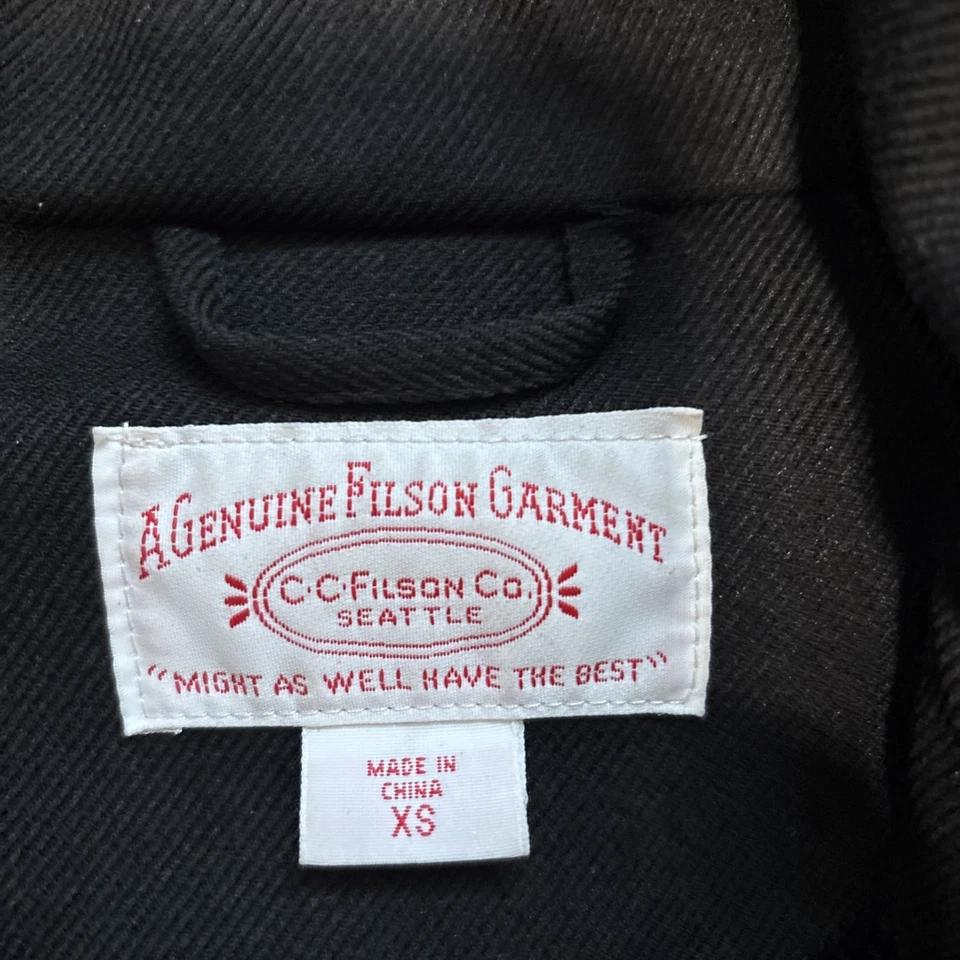 A GENUINE FILSON GARMENT
C·C·FILSON CO.
SEATTLE
"MIGHT AS WELL HAVE THE BEST"
MADE IN
CHINA
XS